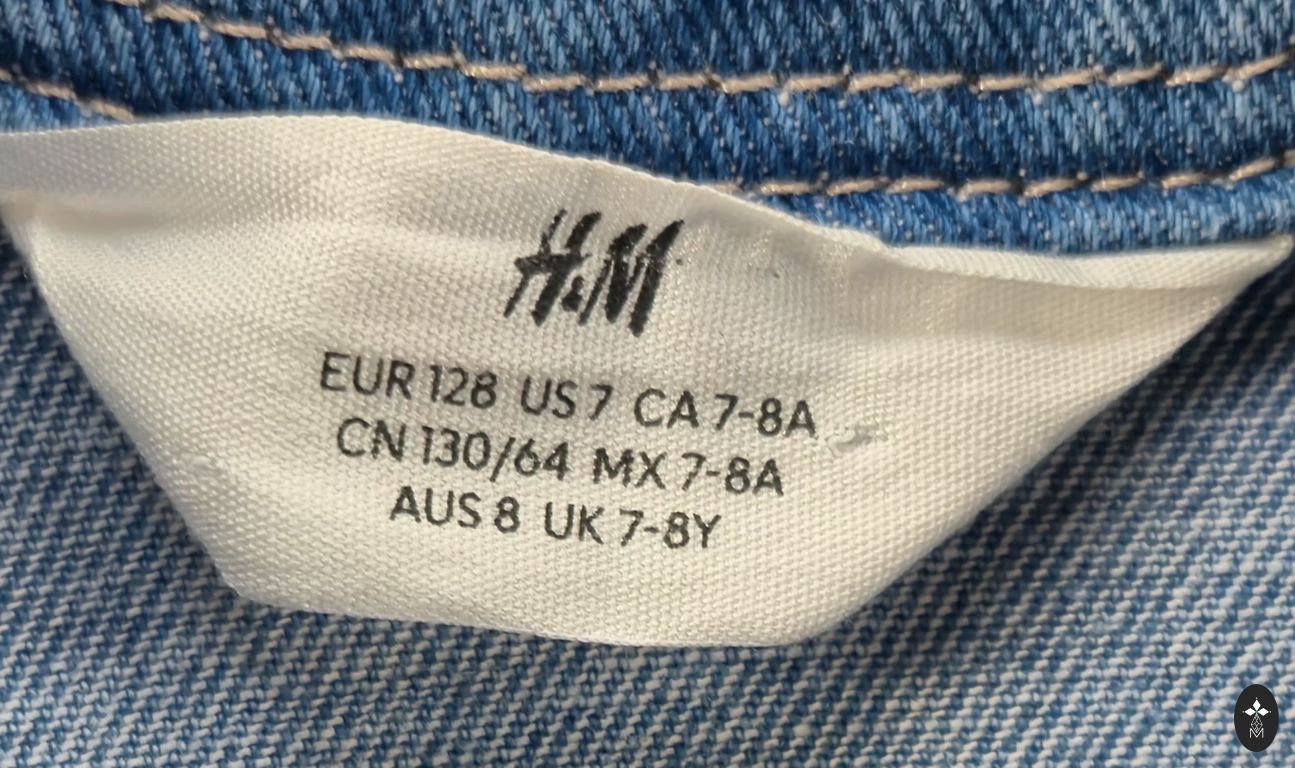 H&M
EUR 128 US 7 CA 7-8A
CN 130/64 MX 7-8A
AUS 8 UK 7-8Y
M